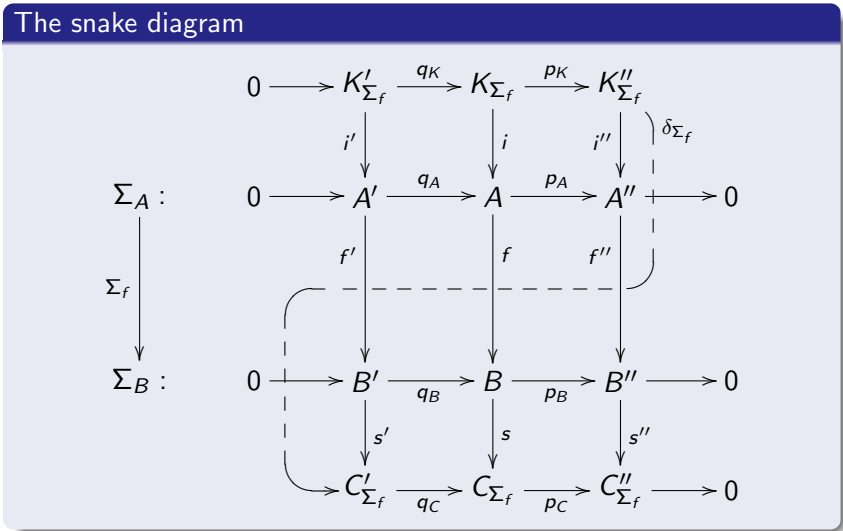 The snake diagram
q_K p_K
0 K′_{Σ_f} K_{Σ_f} K″_{Σ_f}
δ_{Σ_f}
i′ i i″
q_A p_A
Σ_A : 0 A′ A A″ 0
f′ f f″
Σ_f
Σ_B : 0 B′ B B″ 0
q_B p_B
s′ s s″
C′_{Σ_f} C_{Σ_f} C″_{Σ_f} 0
q_C p_C